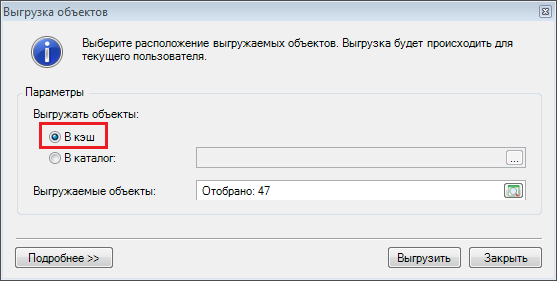 Выгрузка объектов
Выберите расположение выгружаемых объектов. Выгрузка будет происходить для
текущего пользователя.
Параметры
Выгружать объекты:
В кэш
В каталог:
...
Выгружаемые объекты:
Отобрано: 47
Подробнее >>
Выгрузить
Закрыть